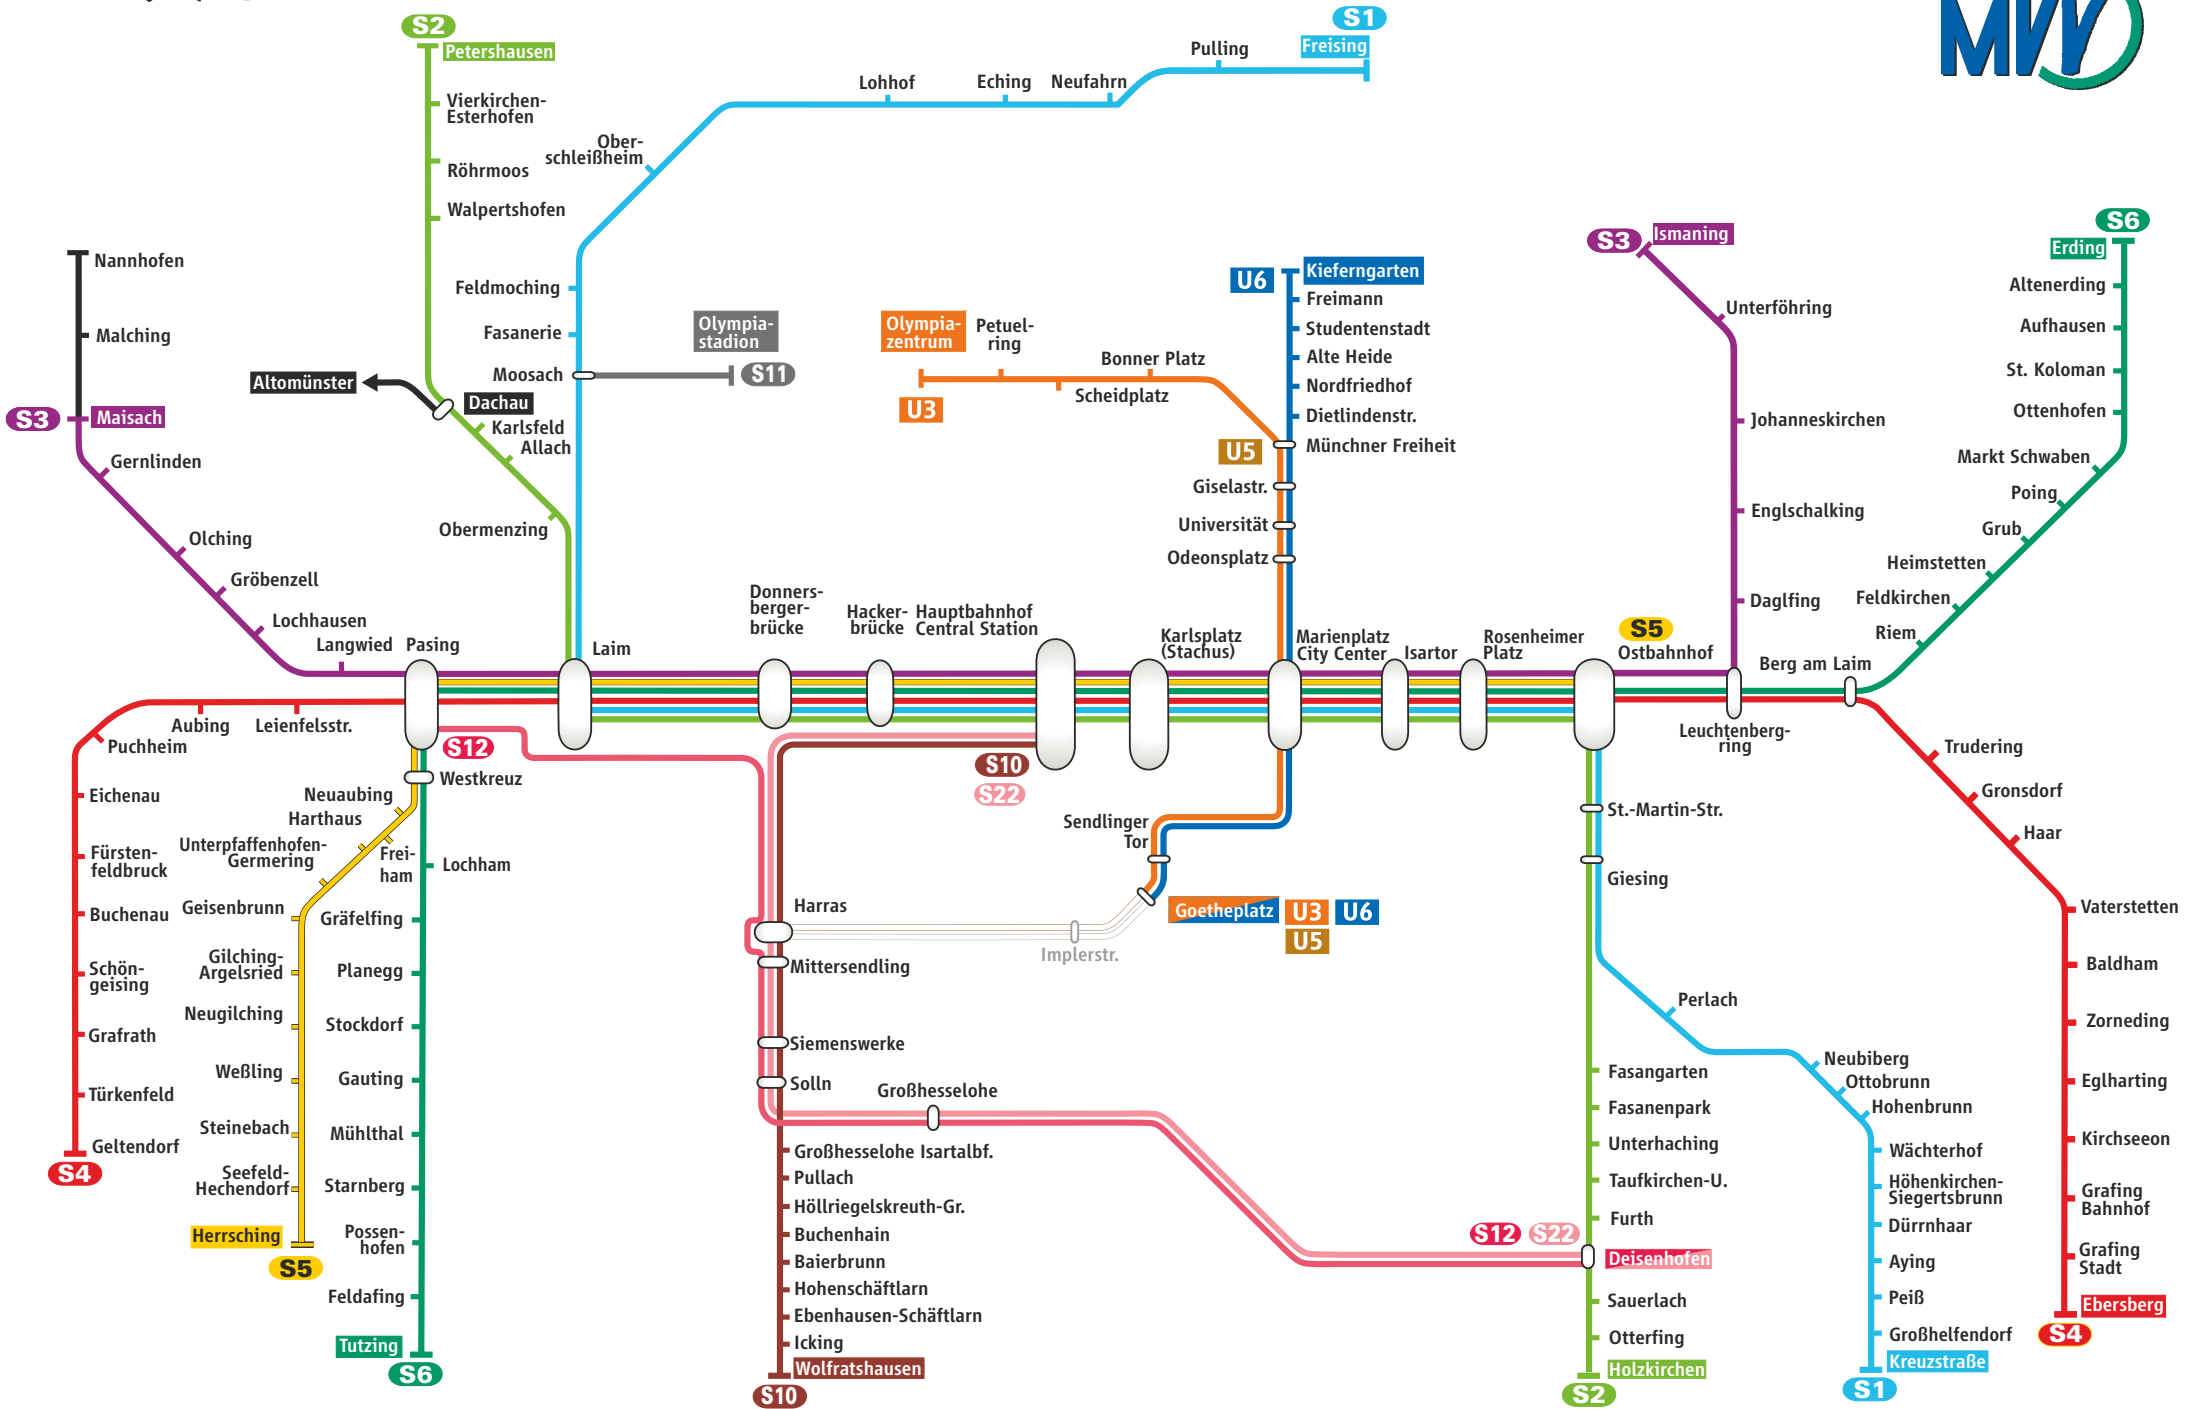 S2
Petershausen
Vierkirchen-
Esterhofen
Röhrmoos
Walpertshofen
S1
Freising
Pulling
Neufahrn
Eching
Lohhof
Ober-
schleißheim
Feldmoching
Fasanerie
Moosach
MVV
Nannhofen
Malching
S3
Maisach
Gernlinden
Olching
Gröbenzell
Lochhausen
Langwied
Altomünster
Dachau
Karlsfeld
Allach
Obermenzing
Olympia-
stadion
S11
Olympia-
zentrum
U3
Petuel-
ring
Scheidplatz
Bonner Platz
U6
Kieferngarten
Freimann
Studentenstadt
Alte Heide
Nordfriedhof
Dietlindenstr.
Münchner Freiheit
U5
Giselastr.
Universität
Odeonsplatz
S3
Ismaning
Unterföhring
Johanneskirchen
Englschalking
Daglfing
S6
Erding
Altenerding
Aufhausen
St. Koloman
Ottenhofen
Markt Schwaben
Poing
Grub
Heimstetten
Feldkirchen
Riem
Berg am Laim
Pasing
Laim
Donners-
berger-
brücke
Hacker-
brücke
Hauptbahnhof
Central Station
Karlsplatz
(Stachus)
Marienplatz
City Center
Isartor
Rosenheimer
Platz
S5
Ostbahnhof
Leuchtenberg-
ring
Leienfelsstr.
Aubing
Puchheim
Eichenau
Fürsten-
feldbruck
Buchenau
Schön-
geising
Grafrath
Türkenfeld
Geltendorf
S4
S12
Westkreuz
Neuaubing
Harthaus
Frei-
ham
Unterpfaffenhofen-
Germering
Geisenbrunn
Gilching-
Argelsried
Neugilching
Weßling
Steinebach
Seefeld-
Hechendorf
Herrsching
S5
Lochham
Gräfelfing
Planegg
Stockdorf
Gauting
Mühlthal
Starnberg
Possen-
hofen
Feldafing
Tutzing
S6
S10
S22
Harras
Mittersendling
Siemenswerke
Solln
Großhesselohe
Großhesselohe Isartalbf.
Pullach
Höllriegelskreuth-Gr.
Buchenhain
Baierbrunn
Hohenschäftlarn
Ebenhausen-Schäftlarn
Icking
Wolfratshausen
S10
Sendlinger
Tor
Goetheplatz
U3
U6
U5
Implerstr.
St.-Martin-Str.
Giesing
Fasangarten
Fasanenpark
Unterhaching
Taufkirchen-U.
Furth
S12
S22
Deisenhofen
Sauerlach
Otterfing
Holzkirchen
S2
Perlach
Neubiberg
Ottobrunn
Hohenbrunn
Wächterhof
Höhenkirchen-
Siegertsbrunn
Dürrnhaar
Aying
Peiß
Großhelfendorf
Kreuzstraße
S1
Trudering
Gronsdorf
Haar
Vaterstetten
Baldham
Zorneding
Eglharting
Kirchseeon
Grafing
Bahnhof
Grafing
Stadt
Ebersberg
S4